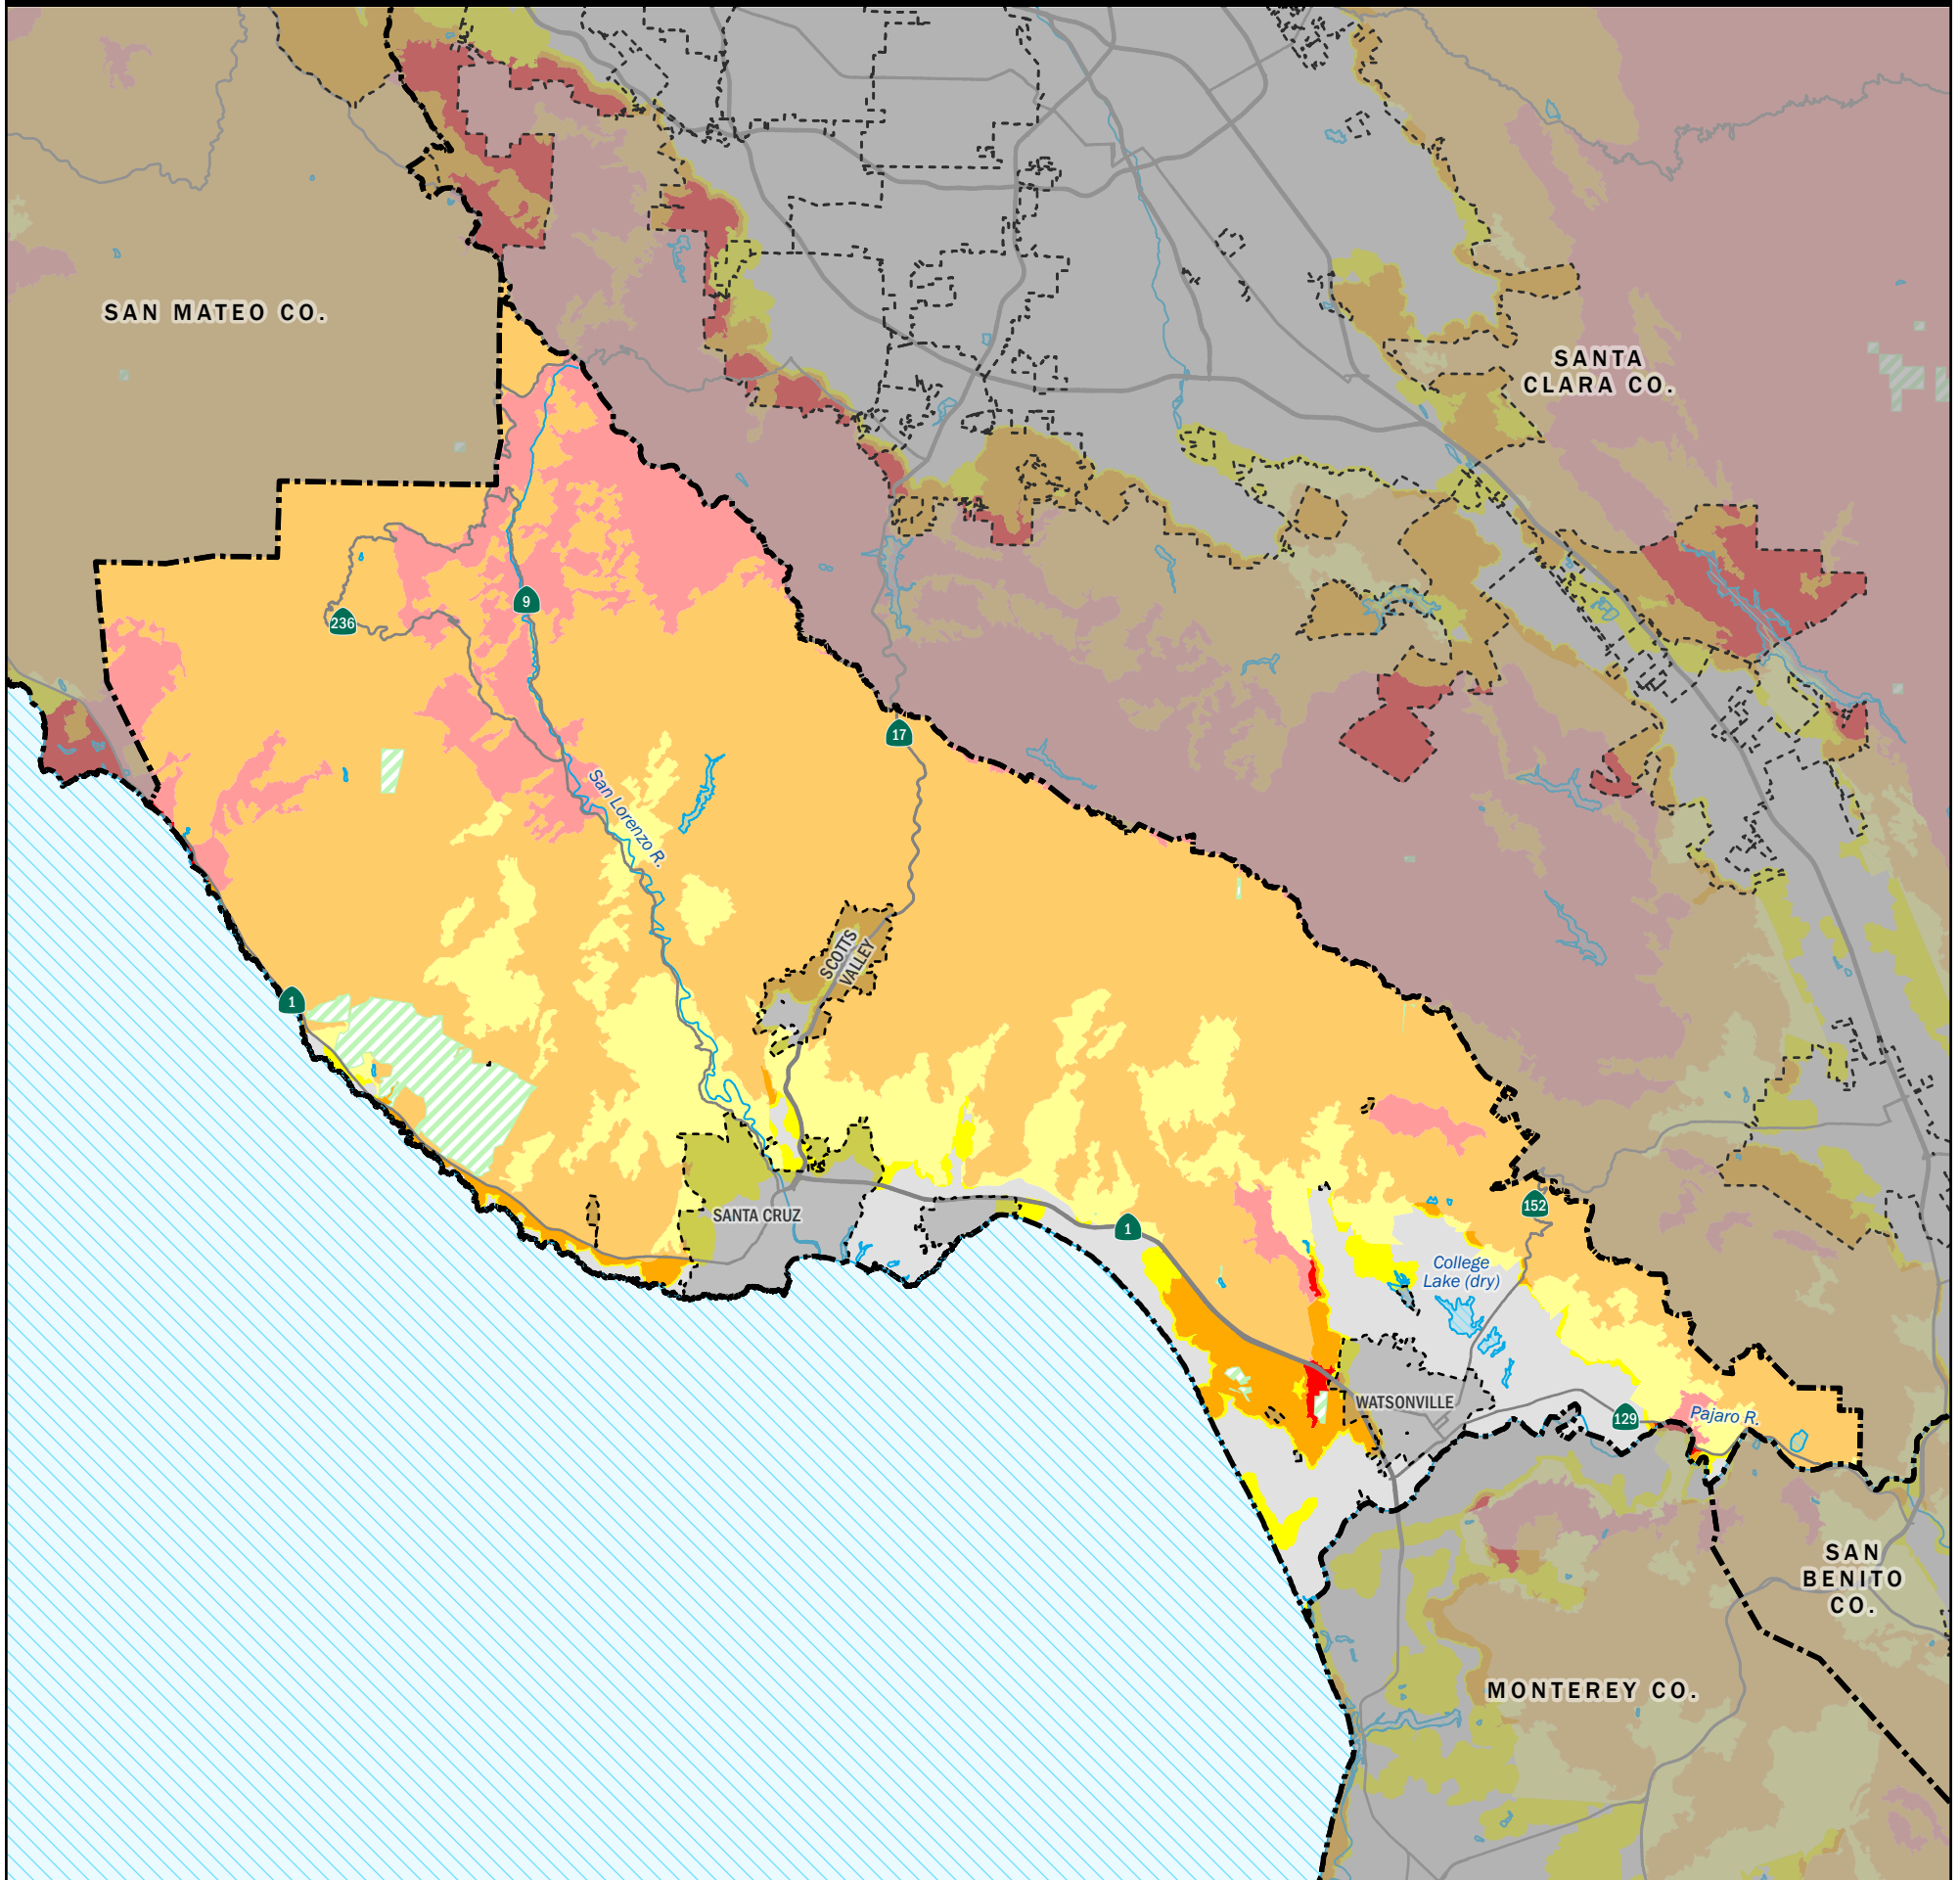 SAN MATEO CO.
SANTA
CLARA CO.
9
236
17
San Lorenzo R.
SCOTTS
VALLEY
1
152
SANTA CRUZ
1
College
Lake (dry)
WATSONVILLE
129
Pajaro R.
SAN
BENITO
CO.
MONTEREY CO.